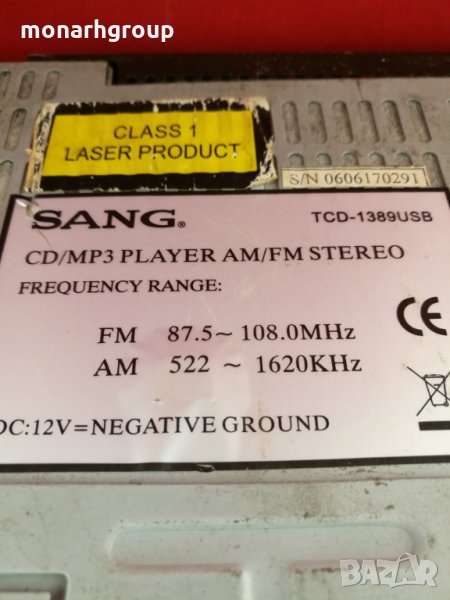 monarhgroup
CLASS 1
LASER PRODUCT
S/N 0606170291
SANG®
TCD-1389USB
CD/MP3 PLAYER AM/FM STEREO
FREQUENCY RANGE:
FM 87.5~ 108.0MHz
AM 522 ~ 1620KHz
CE
DC:12V=NEGATIVE GROUND
BAZAR